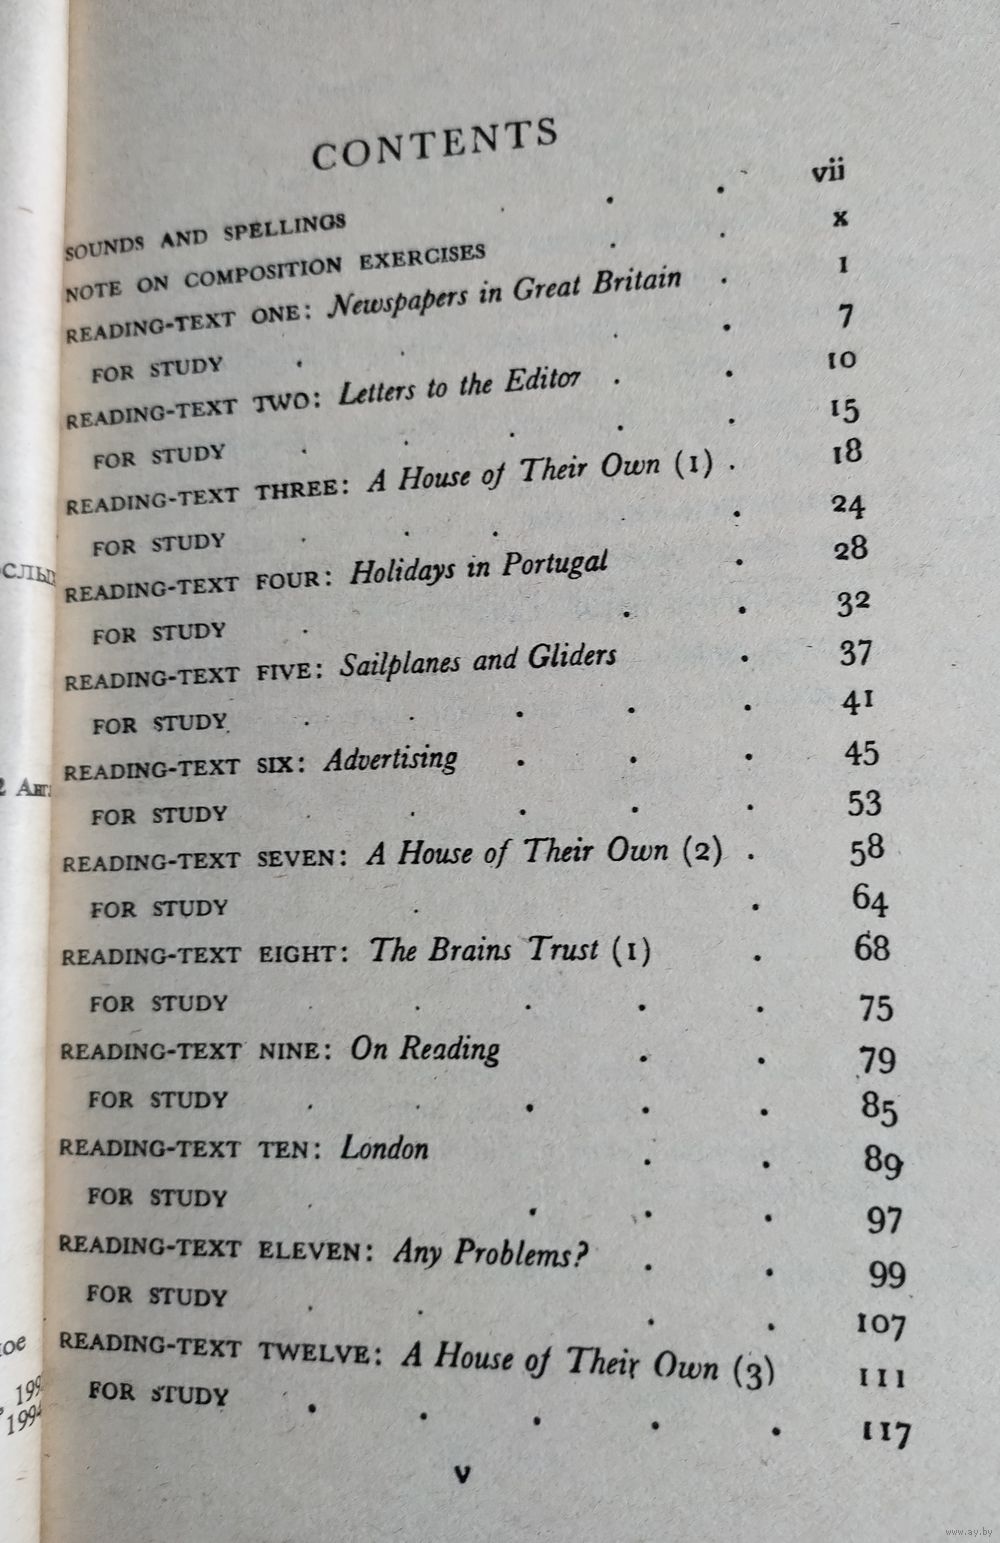 CONTENTS
SOUNDS AND SPELLINGS . . vii
NOTE ON COMPOSITION EXERCISES . . x
READING-TEXT ONE: Newspapers in Great Britain . 1
FOR STUDY . . . . 7
READING-TEXT TWO: Letters to the Editor . . 10
FOR STUDY . . . . . 15
READING-TEXT THREE: A House of Their Own (1) . 18
FOR STUDY . . . . . 24
READING-TEXT FOUR: Holidays in Portugal . 28
FOR STUDY . . . 32
READING-TEXT FIVE: Sailplanes and Gliders . 37
FOR STUDY . . . . . 41
READING-TEXT SIX: Advertising . . . 45
FOR STUDY . . . . . 53
READING-TEXT SEVEN: A House of Their Own (2) . 58
FOR STUDY . . 64
READING-TEXT EIGHT: The Brains Trust (1) . 68
FOR STUDY . . . . . 75
READING-TEXT NINE: On Reading . . 79
FOR STUDY . . . . . 85
READING-TEXT TEN: London . . 89
FOR STUDY . . . . 97
READING-TEXT ELEVEN: Any Problems? . . 99
FOR STUDY . . . . 107
READING-TEXT TWELVE: A House of Their Own (3) 111
FOR STUDY . . . . . 117
v
www.ay.by